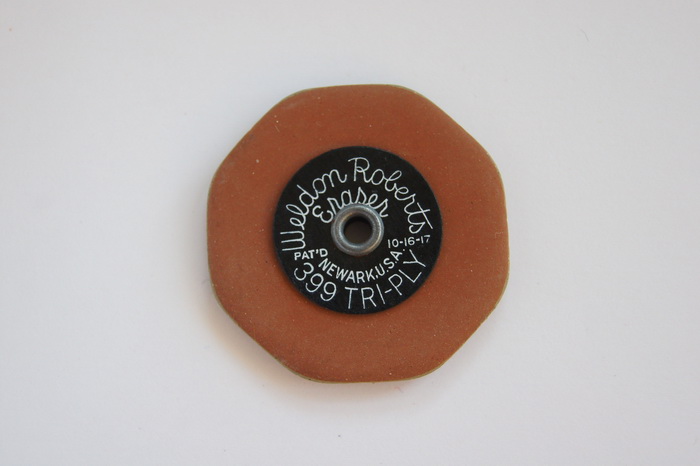 Weldon Roberts
Eraser
PAT'D 10-16-17
NEWARK, U.S.A.
399 TRI-PLY